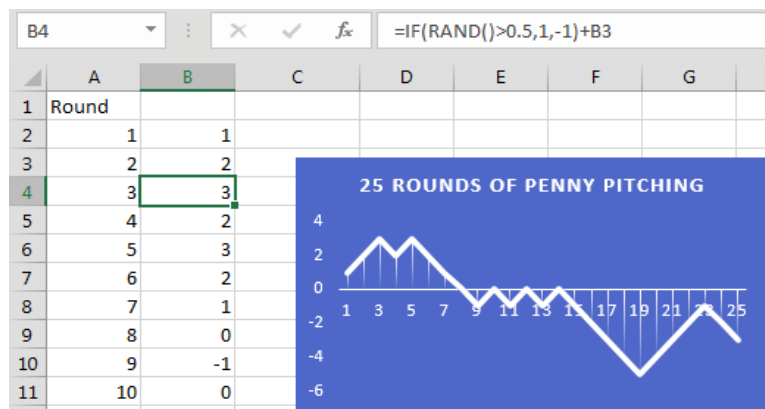 B4 fx =IF(RAND()>0.5,1,-1)+B3
A B C D E F G
1 Round
2 1 1
3 2 2
4 3 3
5 4 2
6 5 3
7 6 2
8 7 1
9 8 0
10 9 -1
11 10 0
25 ROUNDS OF PENNY PITCHING
4
2
0
-2
-4
-6
1 3 5 7 9 11 13 15 17 19 21 23 25